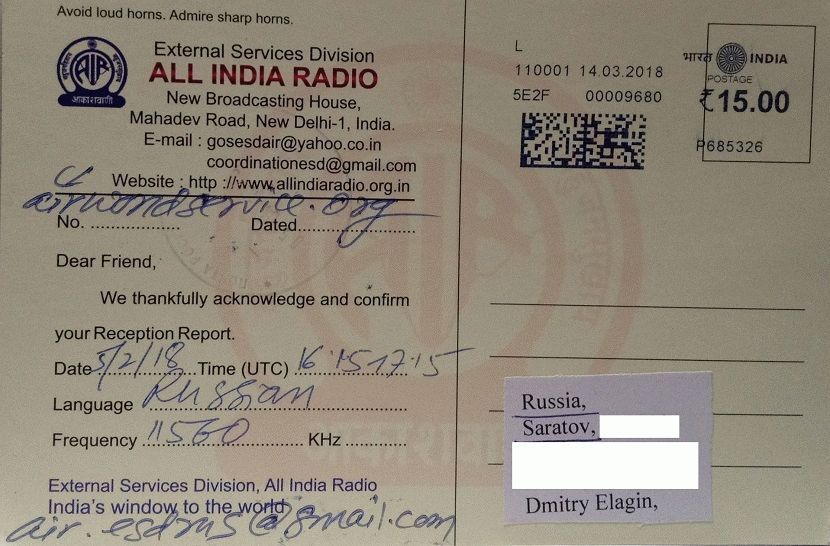 Avoid loud horns. Admire sharp horns.
AIR
आकाशवाणी
External Services Division
ALL INDIA RADIO
New Broadcasting House,
Mahadev Road, New Delhi-1, India.
E-mail : gosesdair@yahoo.co.in
coordinationesd@gmail.com
Website : http ://www.allindiaradio.org.in
airworldservice.org
No. .................. Dated..........................
Dear Friend,
We thankfully acknowledge and confirm
your Reception Report.
Date 5/2/18 Time (UTC) 16.15 17.15
Language Russian
Frequency 11560 KHz
External Services Division, All India Radio
India's window to the world
air.esdrus@gmail.com
L
110001 14.03.2018
5E2F 00009680
भारत INDIA
POSTAGE
₹15.00
P685326
Russia,
Saratov,
Dmitry Elagin,